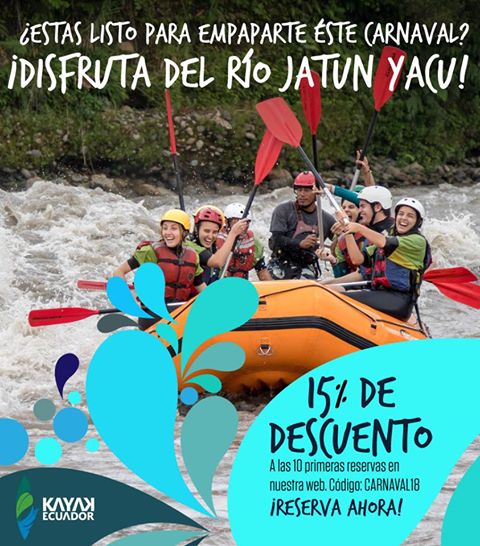 ¿ESTAS LISTO PARA EMPAPARTE ÉSTE CARNAVAL?
¡DISFRUTA DEL RÍO JATUN YACU!
15% DE
DESCUENTO
A las 10 primeras reservas en
nuestra web. Código: CARNAVAL18
¡RESERVA AHORA!
KAYAK
ECUADOR